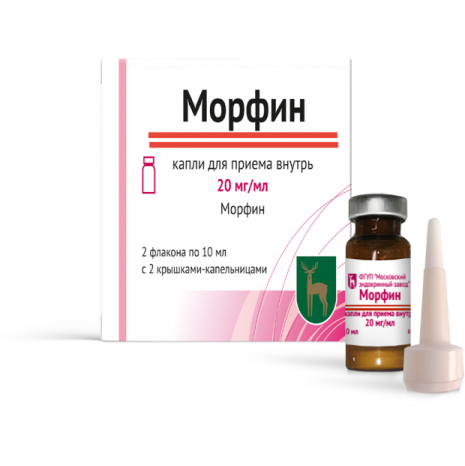 Морфин
капли для приема внутрь
20 мг/мл
Морфин
2 флакона по 10 мл
с 2 крышками-капельницами
ФГУП "Московский
эндокринный завод"
Морфин
капли для приема внутрь
20 мг/мл